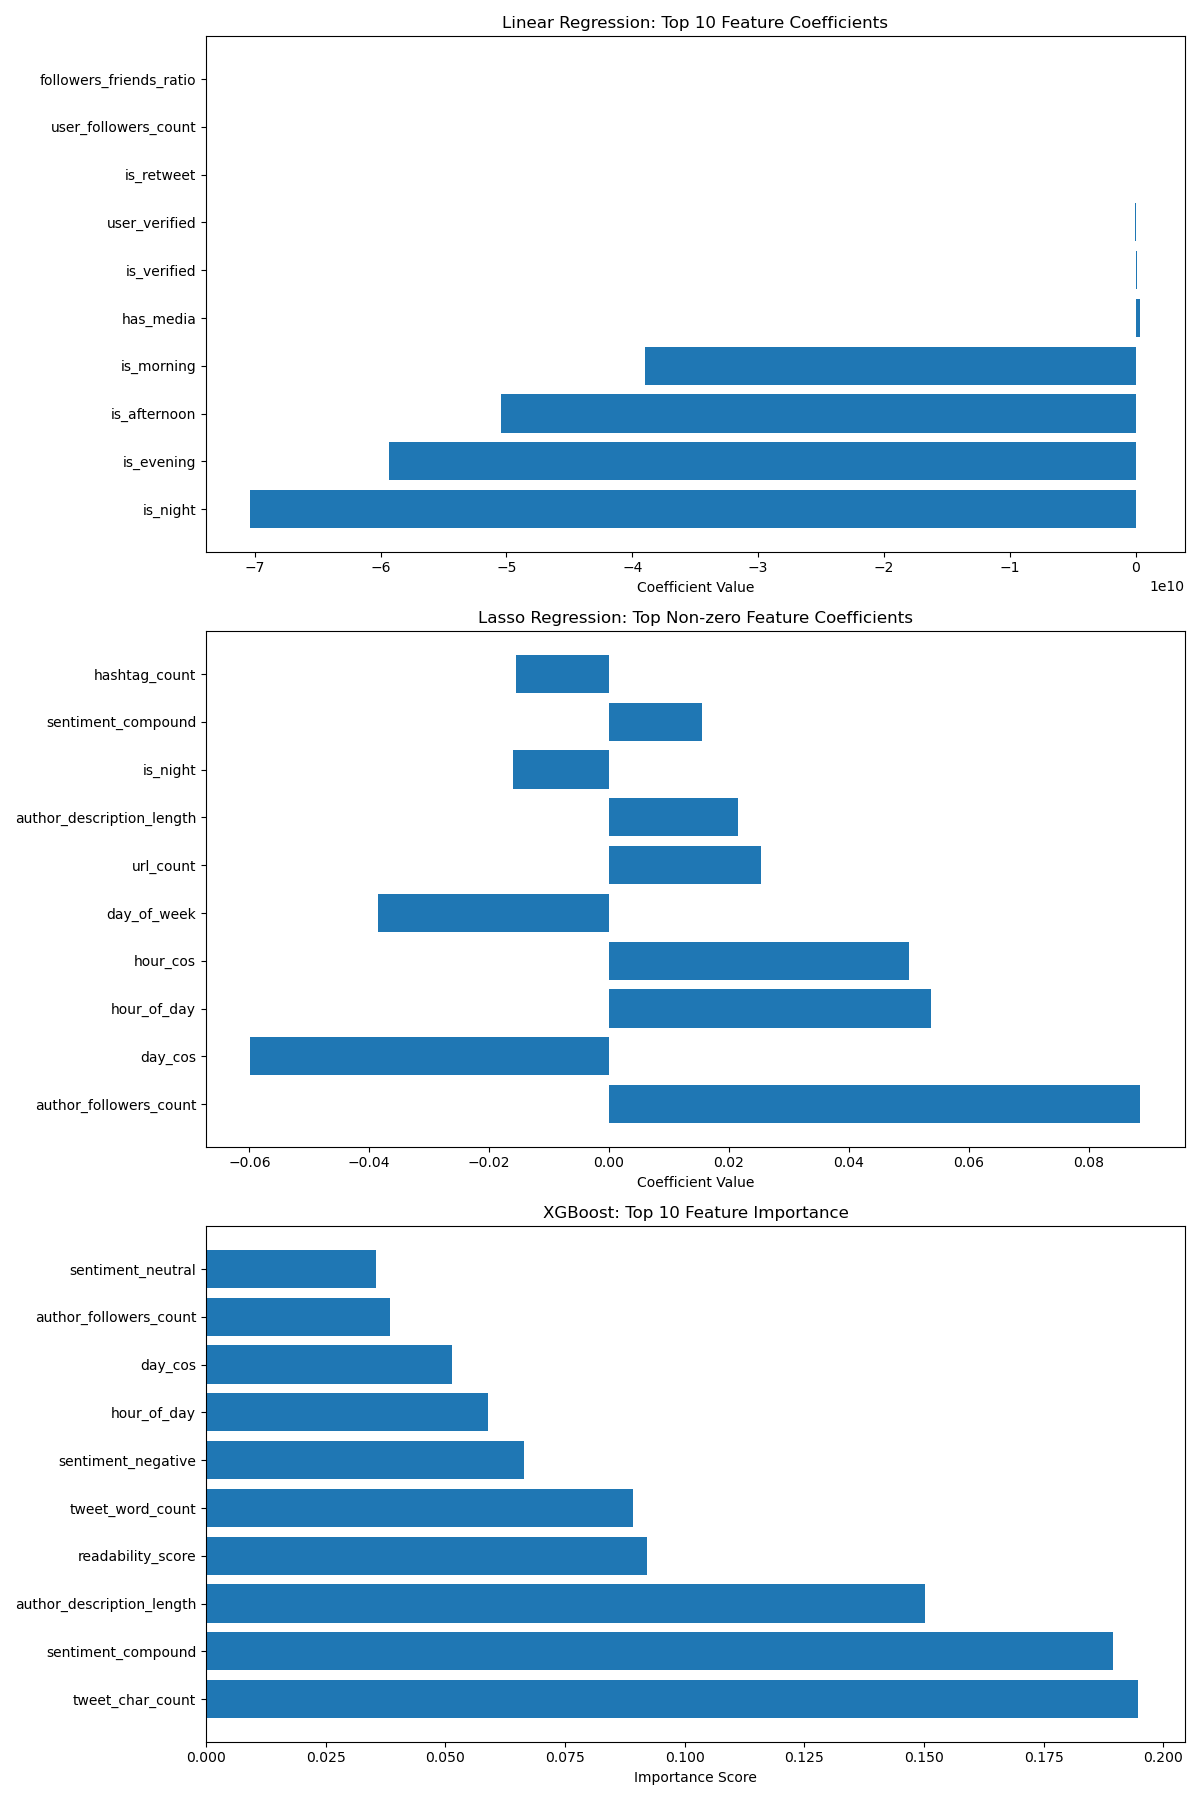 Linear Regression: Top 10 Feature Coefficients
followers_friends_ratio
user_followers_count
is_retweet
user_verified
is_verified
has_media
is_morning
is_afternoon
is_evening
is_night
−7 −6 −5 −4 −3 −2 −1 0
1e10
Coefficient Value
Lasso Regression: Top Non-zero Feature Coefficients
hashtag_count
sentiment_compound
is_night
author_description_length
url_count
day_of_week
hour_cos
hour_of_day
day_cos
author_followers_count
−0.06 −0.04 −0.02 0.00 0.02 0.04 0.06 0.08
Coefficient Value
XGBoost: Top 10 Feature Importance
sentiment_neutral
author_followers_count
day_cos
hour_of_day
sentiment_negative
tweet_word_count
readability_score
author_description_length
sentiment_compound
tweet_char_count
0.000 0.025 0.050 0.075 0.100 0.125 0.150 0.175 0.200
Importance Score